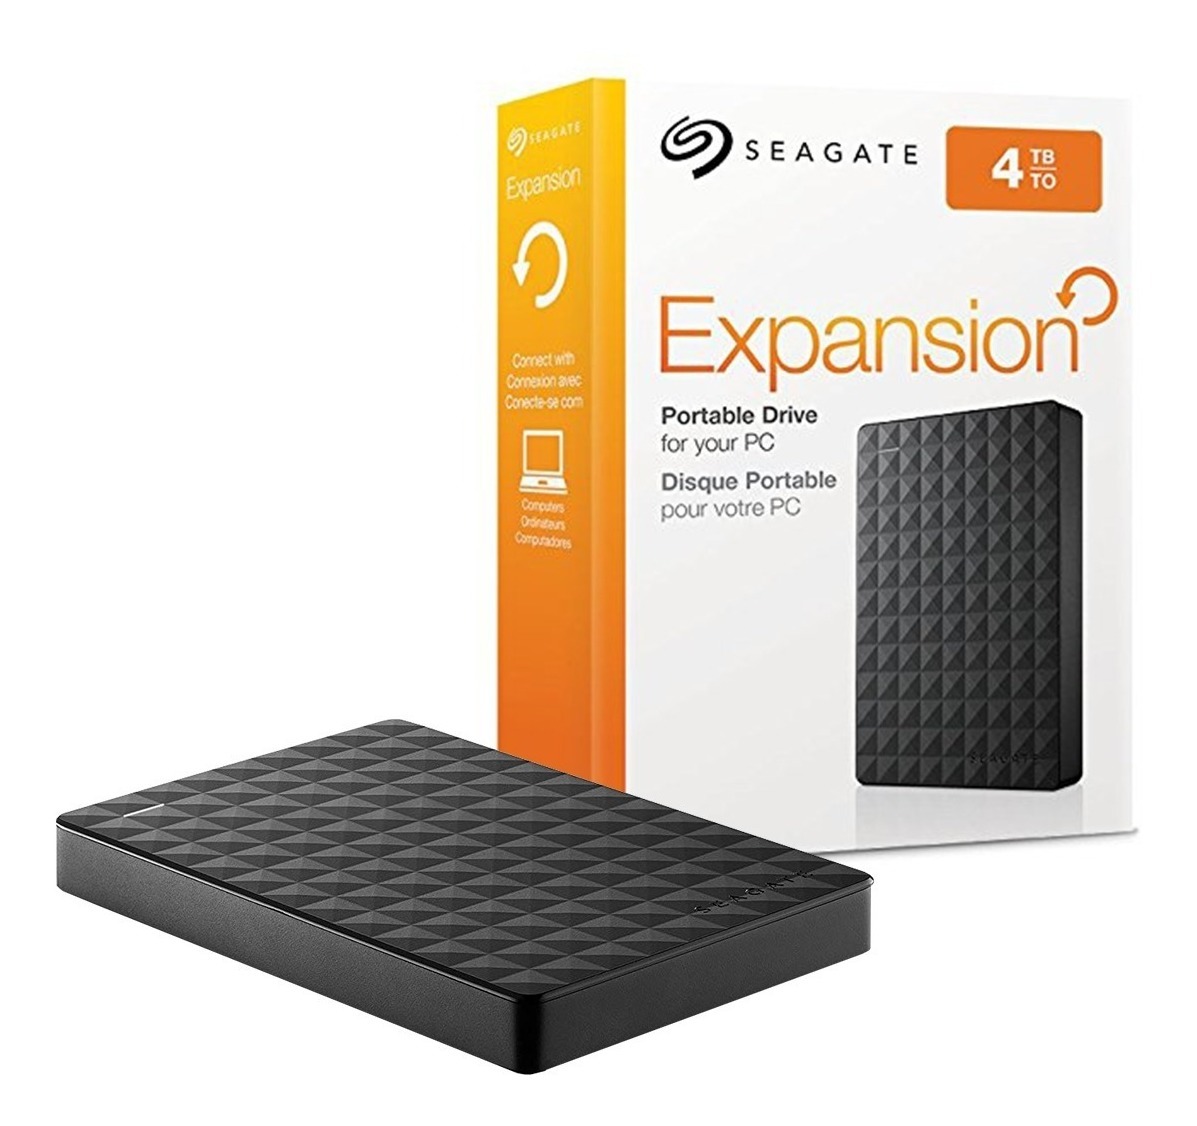 SEAGATE
Expansion
Connect with
Connexion avec
Conecte-se com
Computers
Ordinateurs
Computadores
SEAGATE
4 TB
TO
Expansion
Portable Drive
for your PC
Disque Portable
pour votre PC
SEAGATE
SEAGATE